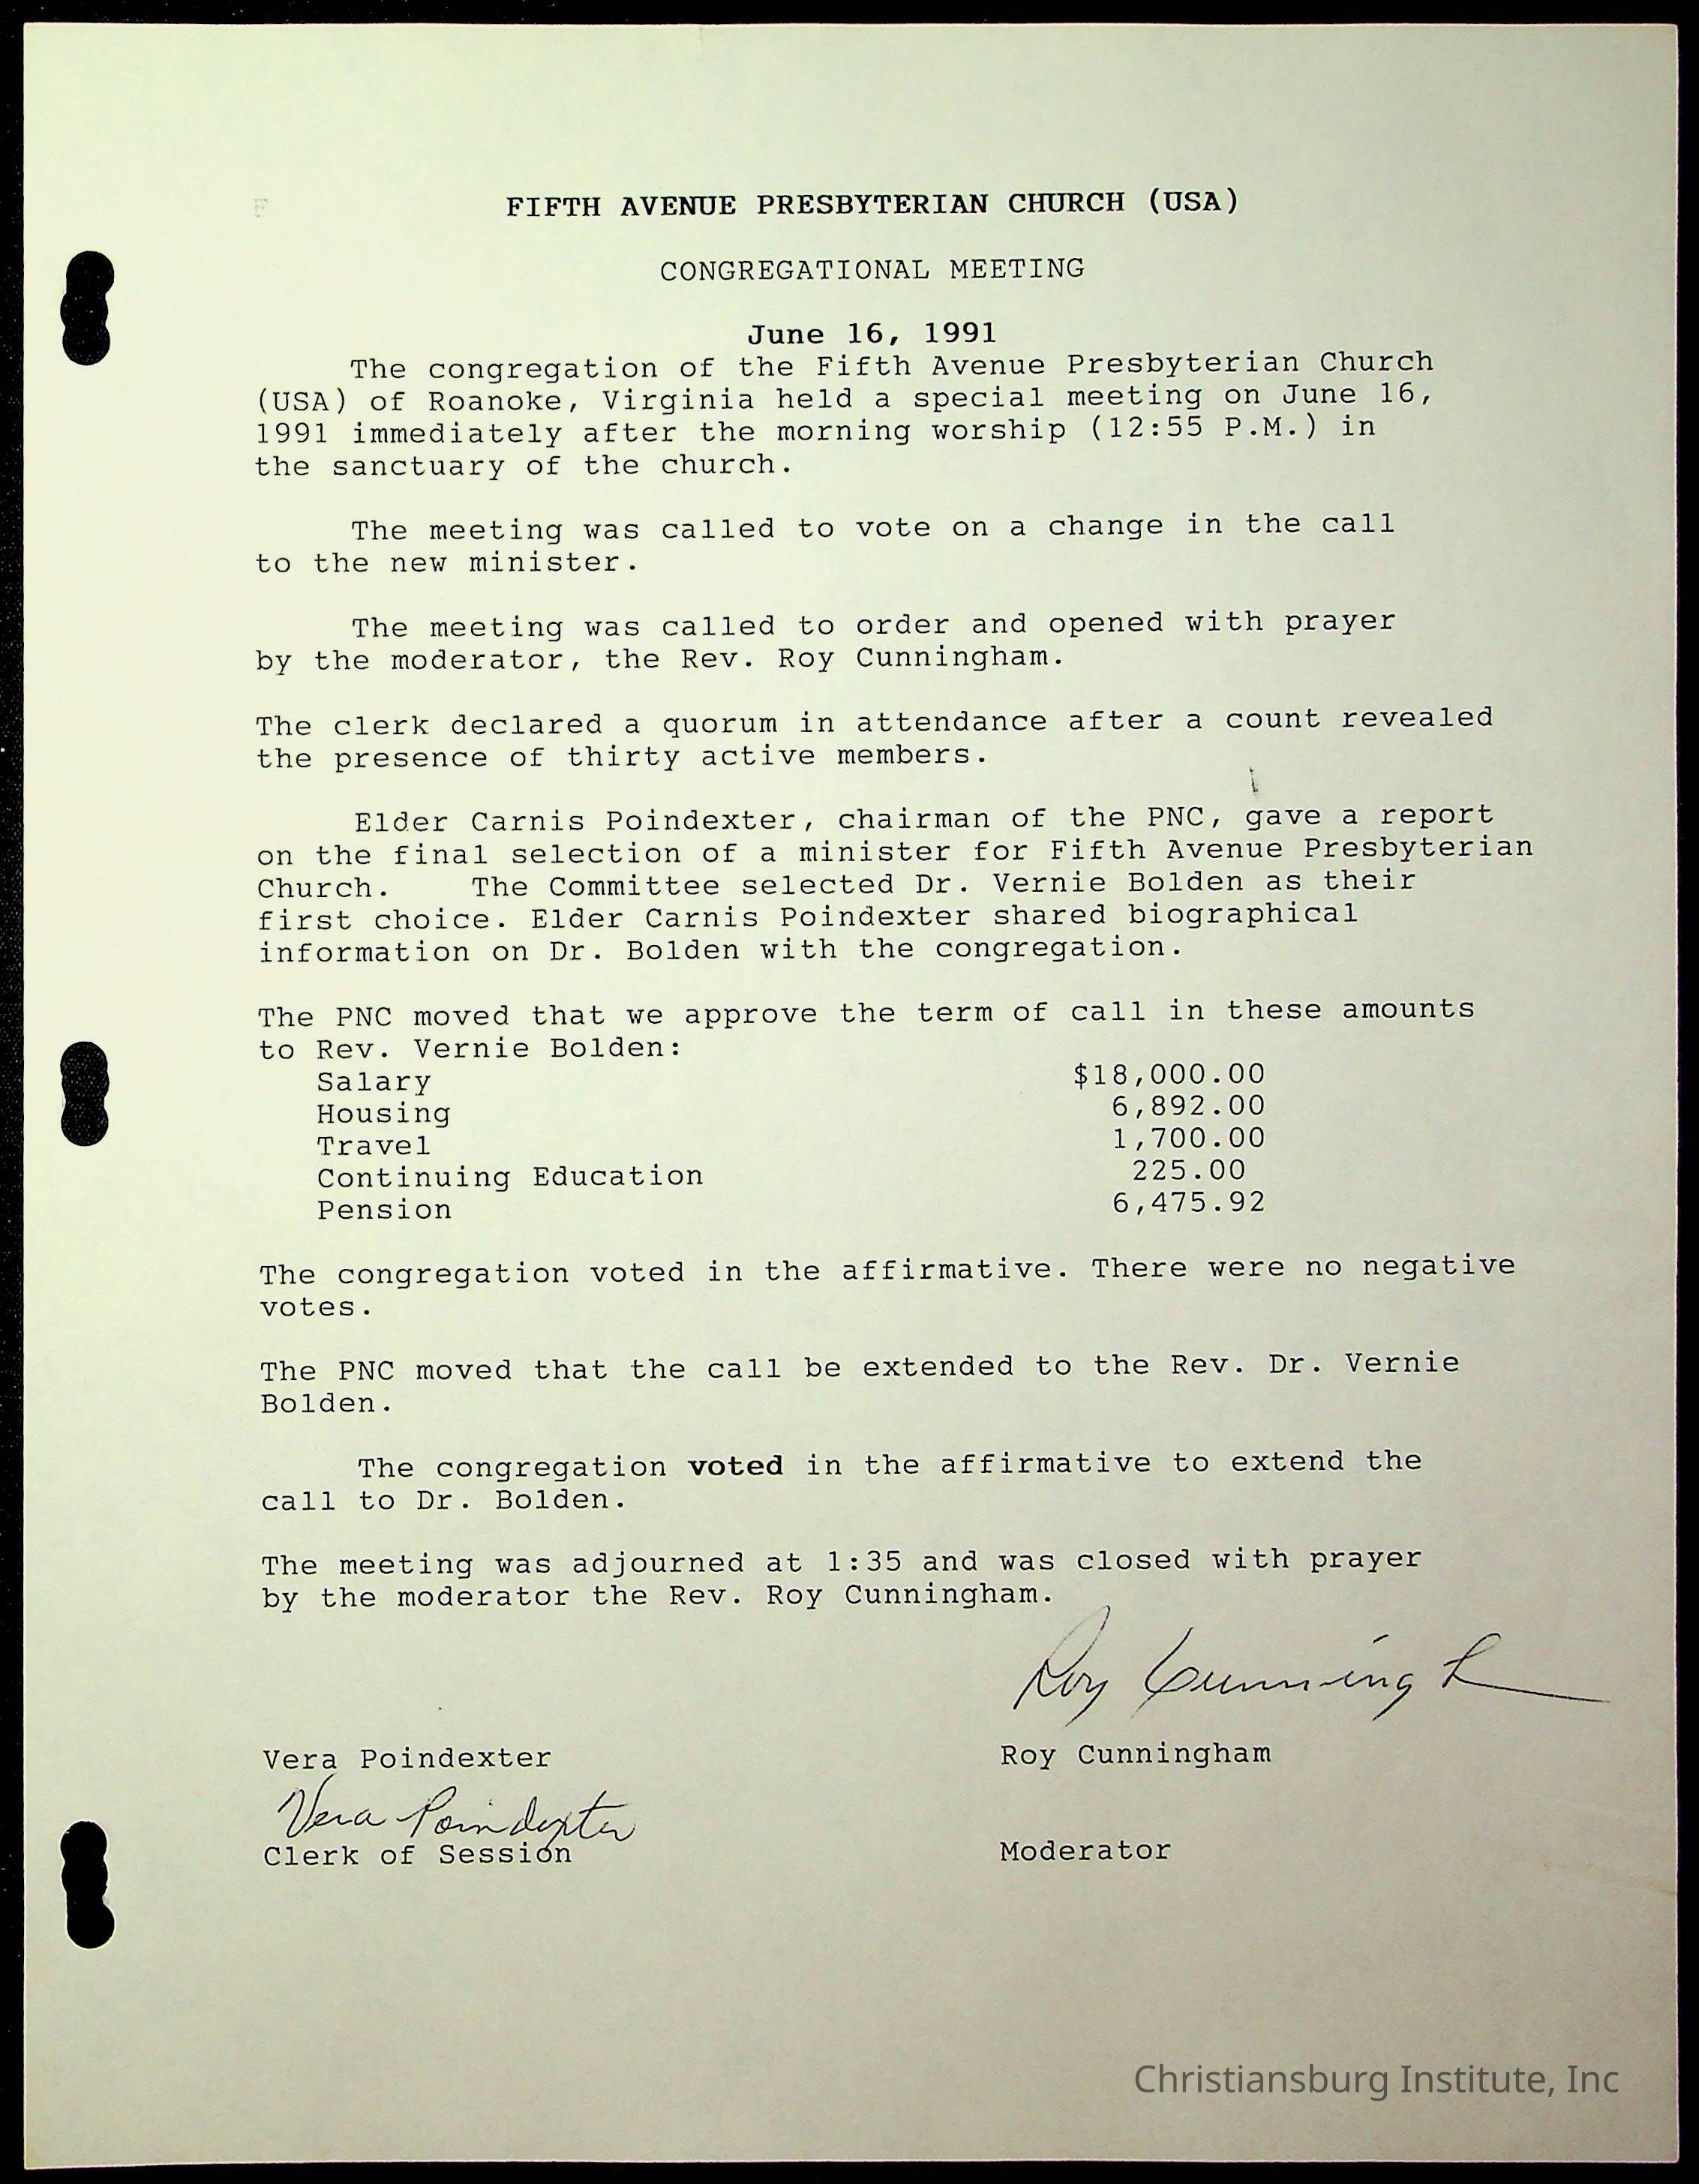 FIFTH AVENUE PRESBYTERIAN CHURCH (USA)
CONGREGATIONAL MEETING
June 16, 1991
The congregation of the Fifth Avenue Presbyterian Church
(USA) of Roanoke, Virginia held a special meeting on June 16,
1991 immediately after the morning worship (12:55 P.M.) in
the sanctuary of the church.
The meeting was called to vote on a change in the call
to the new minister.
The meeting was called to order and opened with prayer
by the moderator, the Rev. Roy Cunningham.
The clerk declared a quorum in attendance after a count revealed
the presence of thirty active members.
Elder Carnis Poindexter, chairman of the PNC, gave a report
on the final selection of a minister for Fifth Avenue Presbyterian
Church. The Committee selected Dr. Vernie Bolden as their
first choice. Elder Carnis Poindexter shared biographical
information on Dr. Bolden with the congregation.
The PNC moved that we approve the term of call in these amounts
to Rev. Vernie Bolden:
Salary $18,000.00
Housing 6,892.00
Travel 1,700.00
Continuing Education 225.00
Pension 6,475.92
The congregation voted in the affirmative. There were no negative
votes.
The PNC moved that the call be extended to the Rev. Dr. Vernie
Bolden.
The congregation voted in the affirmative to extend the
call to Dr. Bolden.
The meeting was adjourned at 1:35 and was closed with prayer
by the moderator the Rev. Roy Cunningham.
Roy Cunningh
Vera Poindexter Roy Cunningham
Vera Poindexter
Clerk of Session Moderator
Christiansburg Institute, Inc